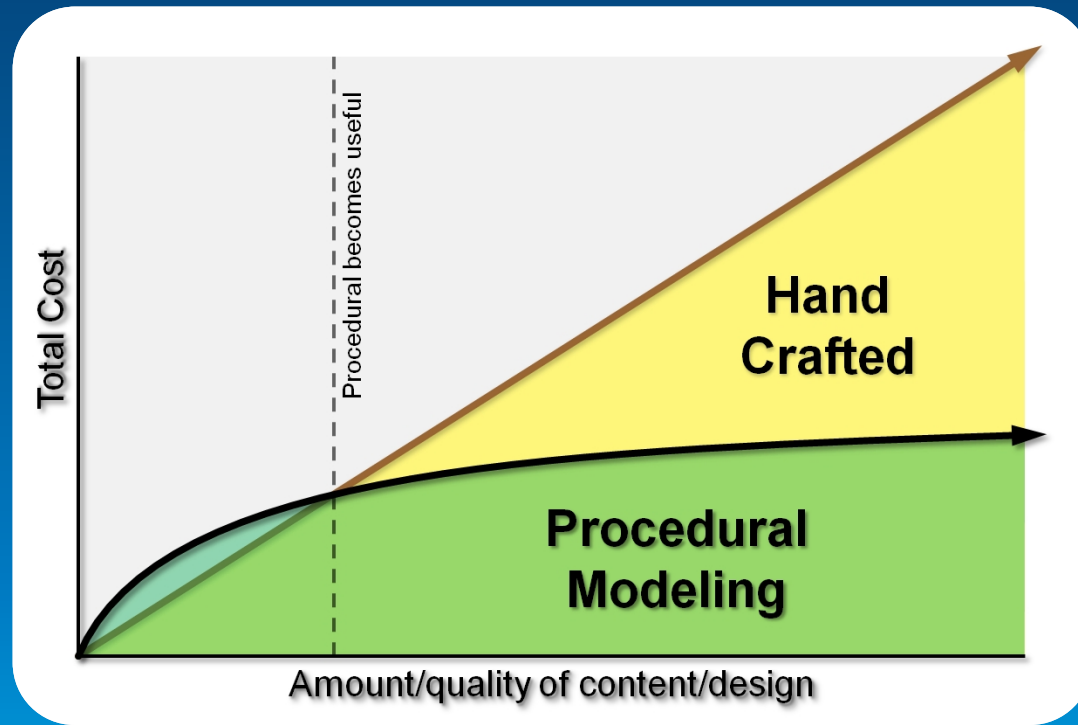 Total Cost
Procedural becomes useful
Hand
Crafted
Procedural
Modeling
Amount/quality of content/design